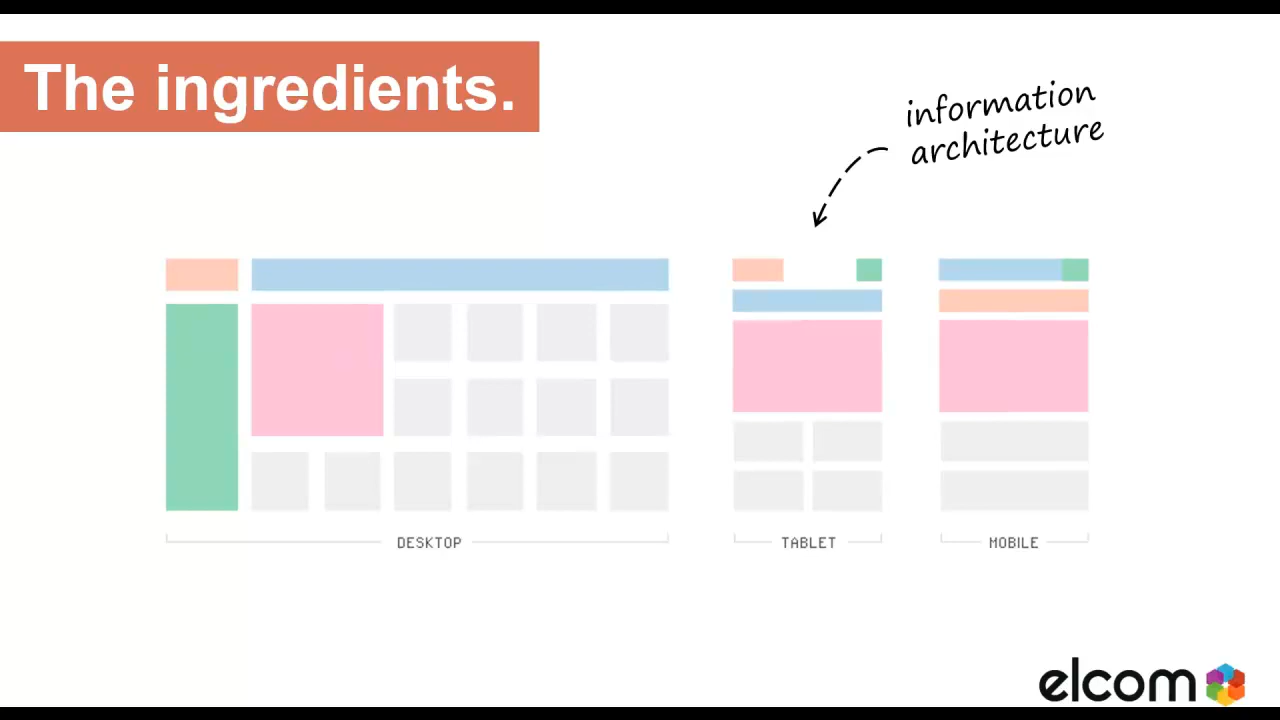 The ingredients.
information
architecture
DESKTOP
TABLET
MOBILE
elcom